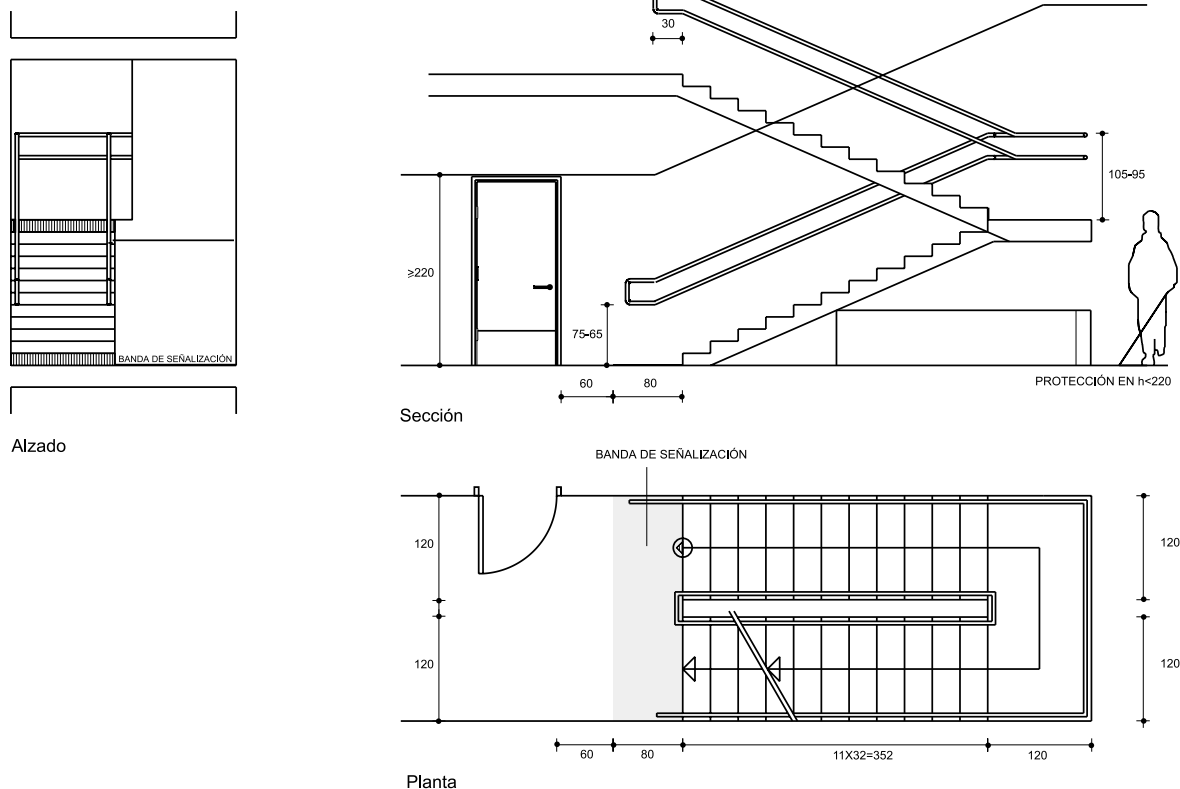 30
105-95
≥220
75-65
BANDA DE SEÑALIZACIÓN
PROTECCIÓN EN h<220
60
80
Sección
Alzado
BANDA DE SEÑALIZACIÓN
120
120
120
120
60
80
11X32=352
120
Planta